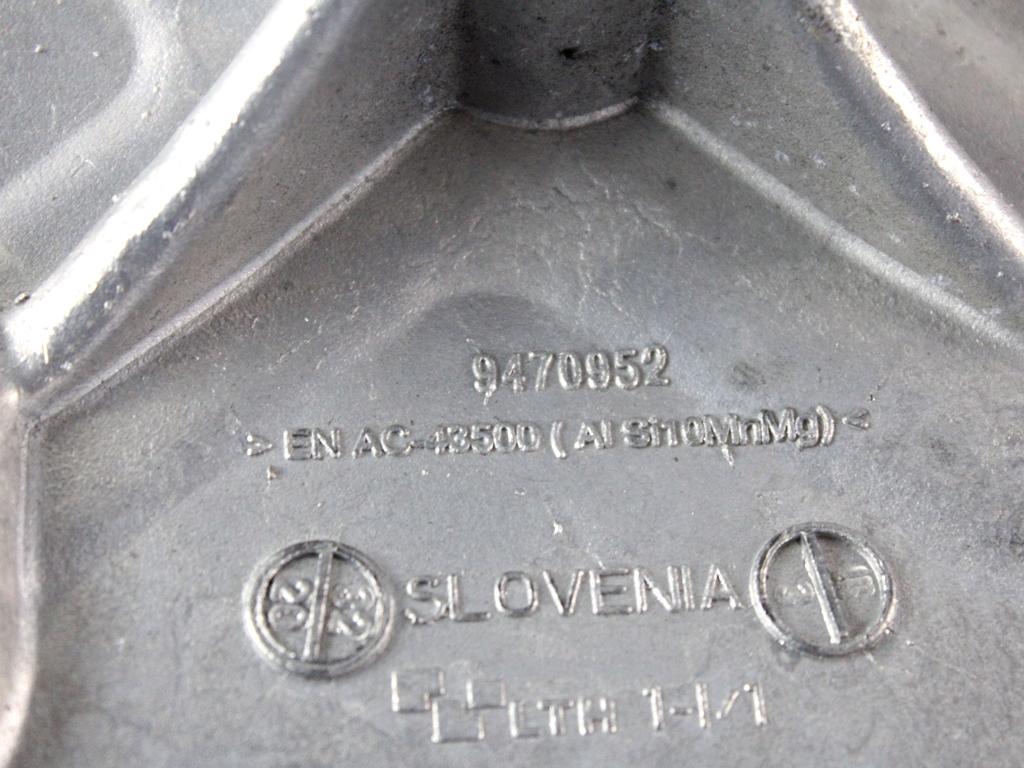 9470952
>EN AC-43500 (Al Si10MnMg)<
SLOVENIA
LTH 1-1/1